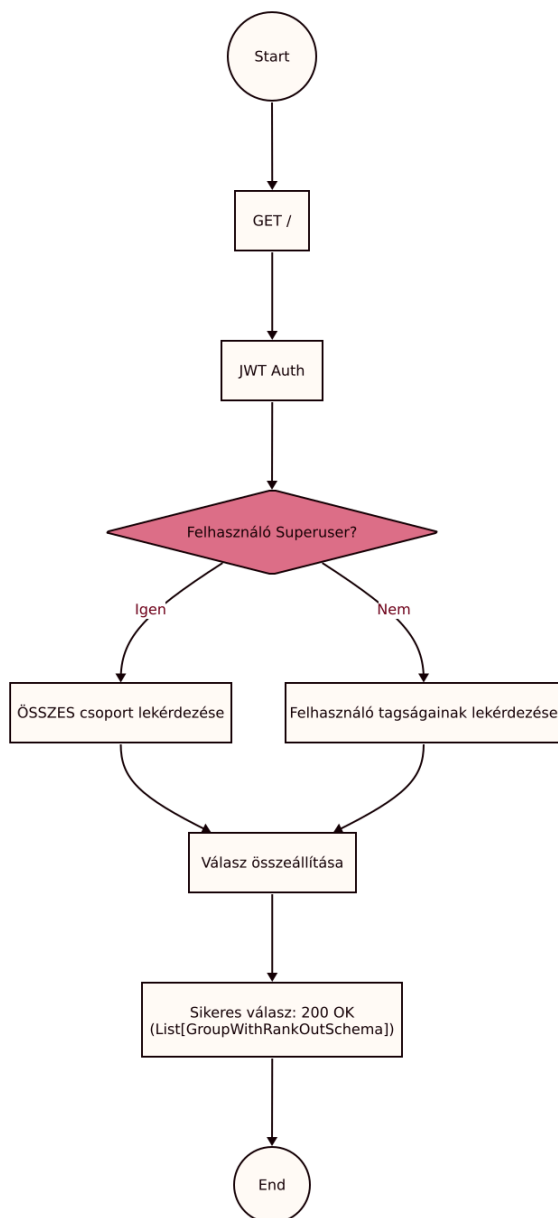 Start
GET /
JWT Auth
Felhasználó Superuser?
Igen
Nem
ÖSSZES csoport lekérdezése
Felhasználó tagságainak lekérdezése
Válasz összeállítása
Sikeres válasz: 200 OK
(List[GroupWithRankOutSchema])
End